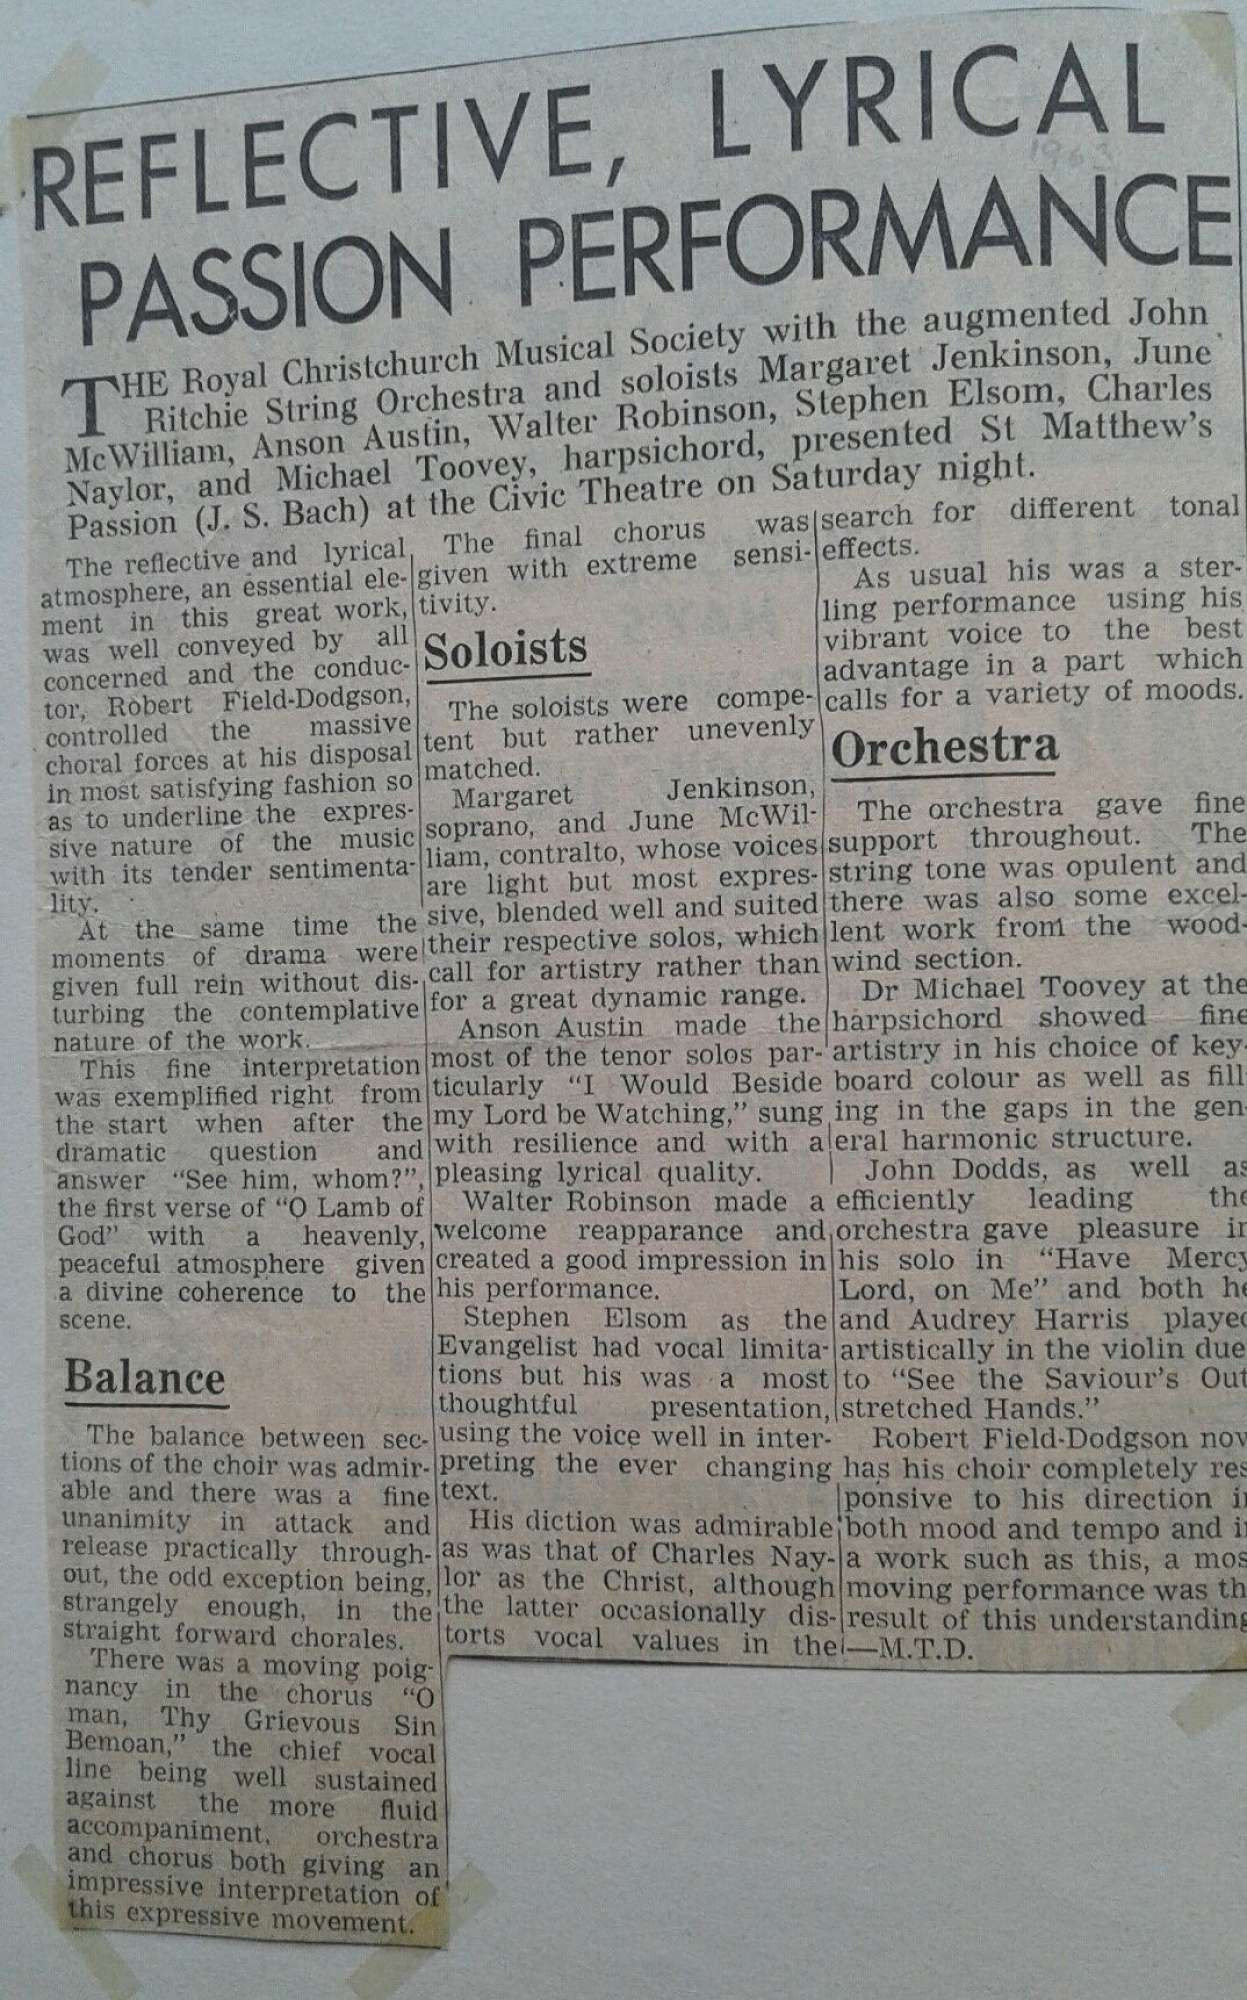 REFLECTIVE, LYRICAL
1963
PASSION PERFORMANCE
THE Royal Christchurch Musical Society with the augmented John
Ritchie String Orchestra and soloists Margaret Jenkinson, June
McWilliam, Anson Austin, Walter Robinson, Stephen Elsom, Charles
Naylor, and Michael Toovey, harpsichord, presented St Matthew's
Passion (J. S. Bach) at the Civic Theatre on Saturday night.
The reflective and lyrical
atmosphere, an essential ele-
ment in this great work,
was well conveyed by all
concerned and the conduc-
tor, Robert Field-Dodgson,
controlled the massive
choral forces at his disposal
in most satisfying fashion so
as to underline the expres-
sive nature of the music
with its tender sentimenta-
lity.
At the same time the
moments of drama were
given full rein without dis-
turbing the contemplative
nature of the work.
This fine interpretation
was exemplified right from
the start when after the
dramatic question and
answer "See him, whom?",
the first verse of "O Lamb of
God" with a heavenly,
peaceful atmosphere given
a divine coherence to the
scene.
Balance
The balance between sec-
tions of the choir was admir-
able and there was a fine
unanimity in attack and
release practically through-
out, the odd exception being,
strangely enough, in the
straight forward chorales.
There was a moving poig-
nancy in the chorus "O
man, Thy Grievous Sin
Bemoan," the chief vocal
line being well sustained
against the more fluid
accompaniment, orchestra
and chorus both giving an
impressive interpretation of
this expressive movement.
The final chorus was
given with extreme sensi-
tivity.
Soloists
The soloists were compe-
tent but rather unevenly
matched.
Margaret Jenkinson,
soprano, and June McWil-
liam, contralto, whose voices
are light but most expres-
sive, blended well and suited
their respective solos, which
call for artistry rather than
for a great dynamic range.
Anson Austin made the
most of the tenor solos par-
ticularly "I Would Beside
my Lord be Watching," sung
with resilience and with a
pleasing lyrical quality.
Walter Robinson made a
welcome reapparance and
created a good impression in
his performance.
Stephen Elsom as the
Evangelist had vocal limita-
tions but his was a most
thoughtful presentation,
using the voice well in inter-
preting the ever changing
text.
His diction was admirable
as was that of Charles Nay-
lor as the Christ, although
the latter occasionally dis-
torts vocal values in the
search for different tonal
effects.
As usual his was a ster-
ling performance using his
vibrant voice to the best
advantage in a part which
calls for a variety of moods.
Orchestra
The orchestra gave fine
support throughout. The
string tone was opulent and
there was also some excel-
lent work from the wood-
wind section.
Dr Michael Toovey at the
harpsichord showed fine
artistry in his choice of key-
board colour as well as fill-
ing in the gaps in the gen-
eral harmonic structure.
John Dodds, as well as
efficiently leading the
orchestra gave pleasure in
his solo in "Have Mercy
Lord, on Me" and both he
and Audrey Harris played
artistically in the violin due
to "See the Saviour's Out
stretched Hands."
Robert Field-Dodgson nov
has his choir completely res
ponsive to his direction i
both mood and tempo and i
a work such as this, a mos
moving performance was th
result of this understanding
—M.T.D.